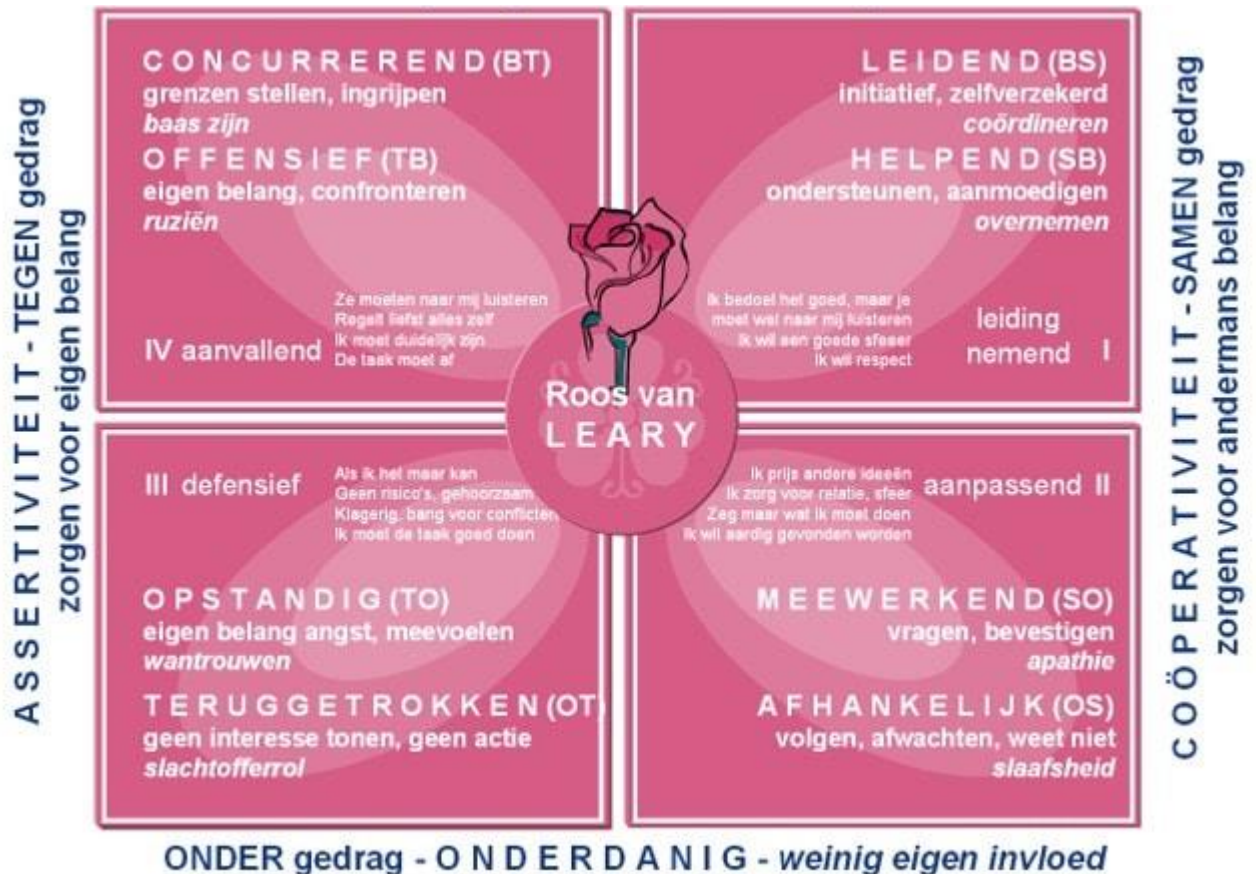 ASSERTIVITEIT - TEGEN gedrag
zorgen voor eigen belang
CONCURREREND (BT)
grenzen stellen, ingrijpen
baas zijn
OFFENSIEF (TB)
eigen belang, confronteren
ruziën
Ze moeten naar mij luisteren
Regelt liefst alles zelf
Ik moet duidelijk zijn
De taak moet af
IV aanvallend
LEIDEND (BS)
initiatief, zelfverzekerd
coördineren
HELPEND (SB)
ondersteunen, aanmoedigen
overnemen
Ik bedoel het goed, maar je
moet wel naar mij luisteren
Ik wil een goede sfeer
Ik wil respect
leiding
nemend I
Roos van
LEARY
III defensief
Als ik het maar kan
Geen risico's, gehoorzaam
Klagerig, bang voor conflicten
Ik moet de taak goed doen
OPSTANDIG (TO)
eigen belang angst, meevoelen
wantrouwen
TERUGGETROKKEN (OT)
geen interesse tonen, geen actie
slachtofferrol
Ik prijs andere ideeën
Ik zorg voor relatie, sfeer
Zeg maar wat ik moet doen
Ik wil aardig gevonden worden
aanpassend II
MEEWERKEND (SO)
vragen, bevestigen
apathie
AFHANKELIJK (OS)
volgen, afwachten, weet niet
slaafsheid
COÖPERATIVITEIT - SAMEN gedrag
zorgen voor andermans belang
ONDER gedrag - ONDERDANIG - weinig eigen invloed